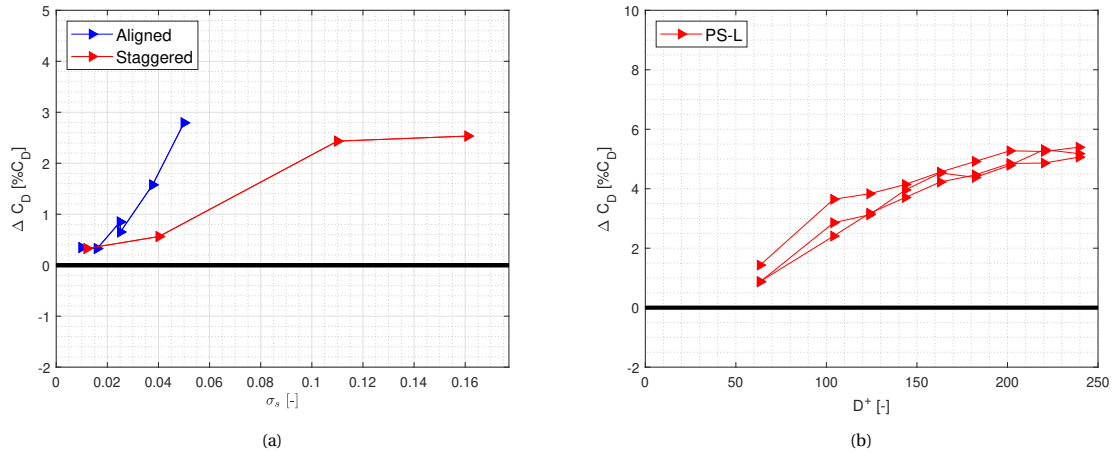 Aligned
Staggered
Δ C_D [%C_D]
5
4
3
2
1
0
-1
-2
0 0.02 0.04 0.06 0.08 0.1 0.12 0.14 0.16
σ_s [-]
(a)
PS-L
Δ C_D [%C_D]
10
8
6
4
2
0
-2
0 50 100 150 200 250
D⁺ [-]
(b)